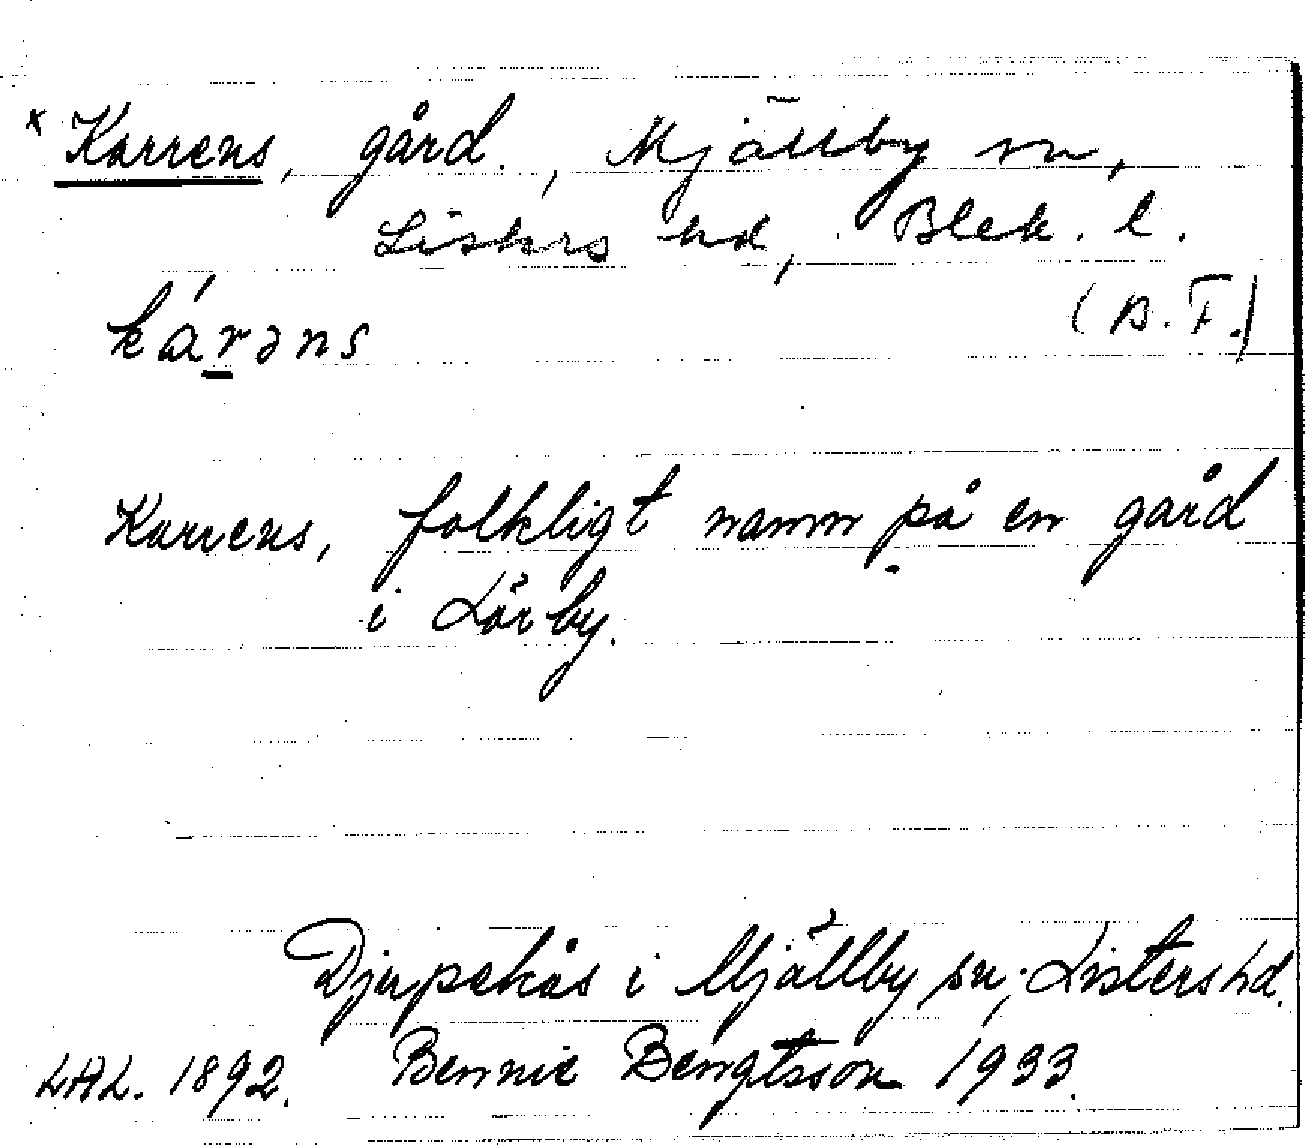 x Karrens, gård., Mjällby sn,
Listers hd, Blek. l.
kárəns (B.F.)
Karrens, folkligt namn på en gård
i Lörby.
Djupekås i Mjällby sn, Listers hd.
LAL. 1892. Bennie Bengtsson 1933.